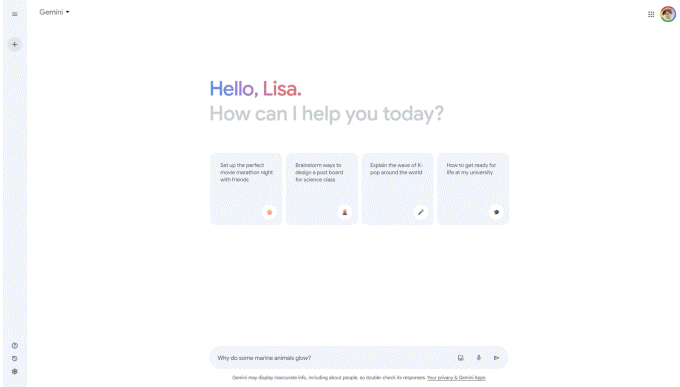 Gemini
Hello, Lisa.
How can I help you today?
Set up the perfect
movie marathon night
with friends
Brainstorm ways to
design a post board
for science class
Explain the wave of K-
pop around the world
How to get ready for
life at my university
Why do some marine animals glow?
Gemini may display inaccurate info, including about people, so double-check its responses. Your privacy & Gemini Apps